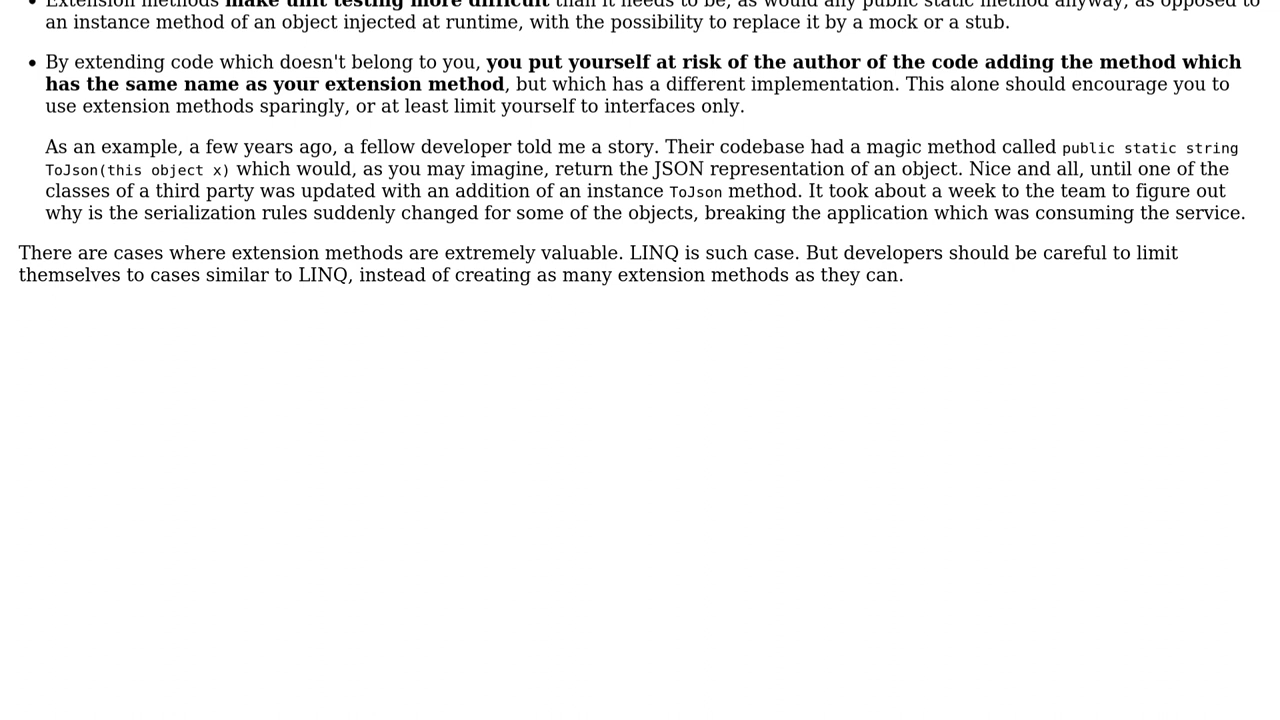 • Extension methods make unit testing more difficult than it needs to be, as would any public static method anyway, as opposed to
an instance method of an object injected at runtime, with the possibility to replace it by a mock or a stub.
• By extending code which doesn't belong to you, you put yourself at risk of the author of the code adding the method which
has the same name as your extension method, but which has a different implementation. This alone should encourage you to
use extension methods sparingly, or at least limit yourself to interfaces only.
As an example, a few years ago, a fellow developer told me a story. Their codebase had a magic method called public static string
ToJson(this object x) which would, as you may imagine, return the JSON representation of an object. Nice and all, until one of the
classes of a third party was updated with an addition of an instance ToJson method. It took about a week to the team to figure out
why is the serialization rules suddenly changed for some of the objects, breaking the application which was consuming the service.
There are cases where extension methods are extremely valuable. LINQ is such case. But developers should be careful to limit
themselves to cases similar to LINQ, instead of creating as many extension methods as they can.